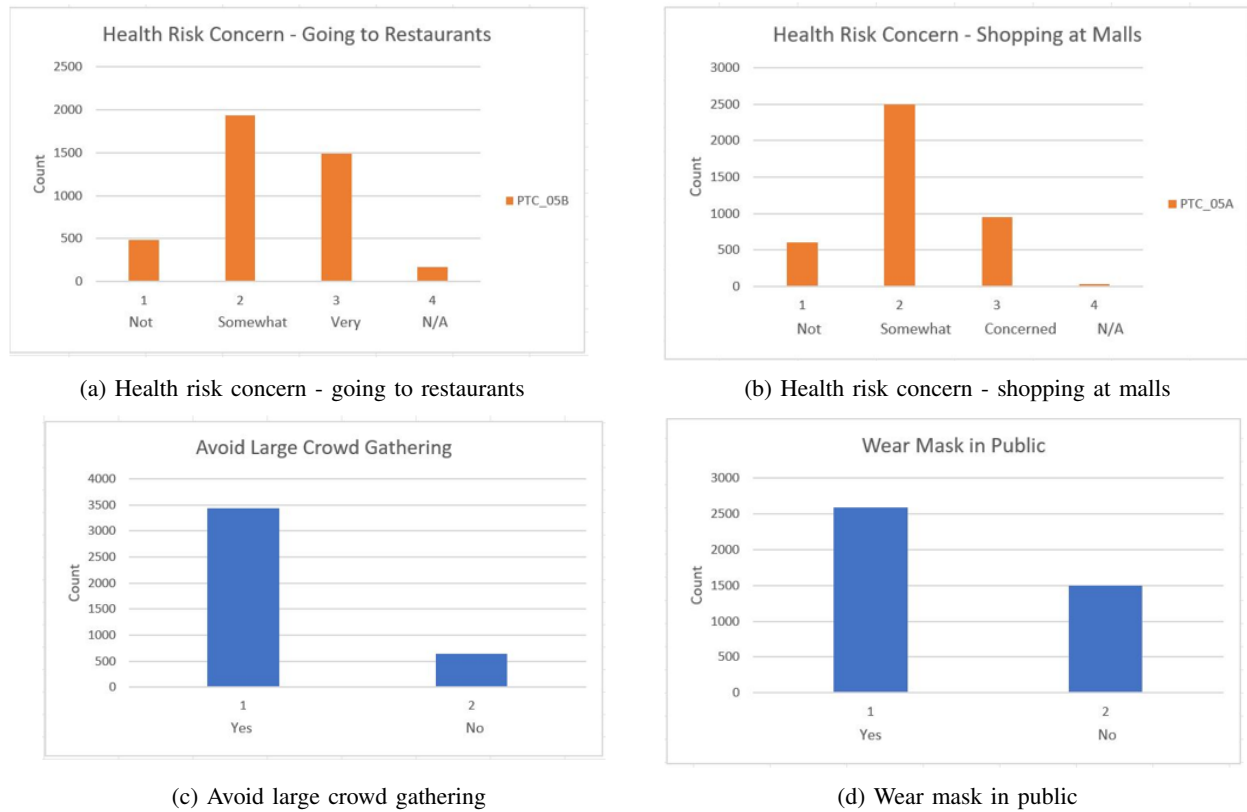 Health Risk Concern - Going to Restaurants
2500
2000
1500
1000
500
0
Count
1 2 3 4
Not Somewhat Very N/A
PTC_05B
(a) Health risk concern - going to restaurants
Health Risk Concern - Shopping at Malls
3000
2500
2000
1500
1000
500
0
Count
1 2 3 4
Not Somewhat Concerned N/A
PTC_05A
(b) Health risk concern - shopping at malls
Avoid Large Crowd Gathering
4000
3500
3000
2500
2000
1500
1000
500
0
Count
1 2
Yes No
(c) Avoid large crowd gathering
Wear Mask in Public
3000
2500
2000
1500
1000
500
0
Count
1 2
Yes No
(d) Wear mask in public